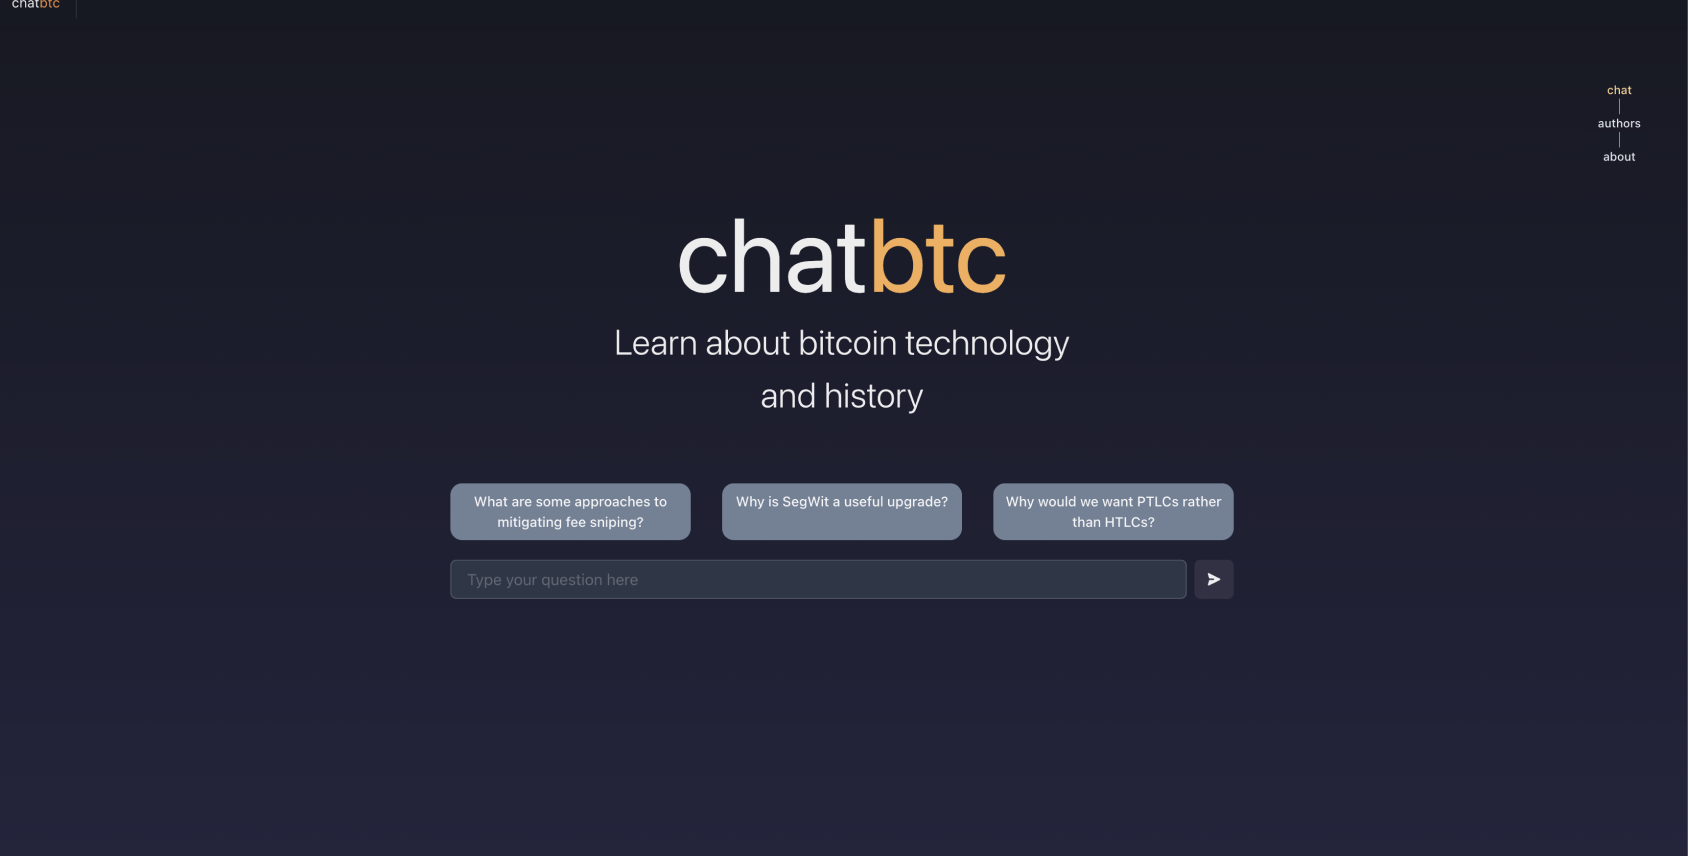 chatbtc
chat
authors
about
chatbtc
Learn about bitcoin technology
and history
What are some approaches to
mitigating fee sniping?
Why is SegWit a useful upgrade?
Why would we want PTLCs rather
than HTLCs?
Type your question here